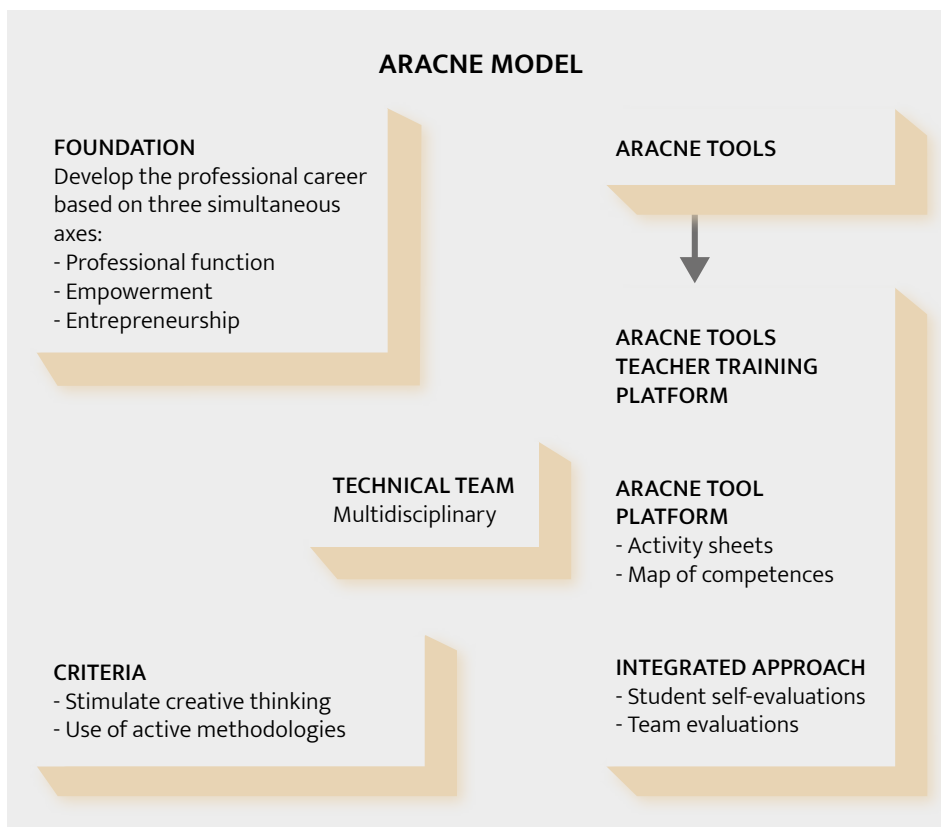 ARACNE MODEL
FOUNDATION
Develop the professional career
based on three simultaneous
axes:
- Professional function
- Empowerment
- Entrepreneurship
TECHNICAL TEAM
Multidisciplinary
CRITERIA
- Stimulate creative thinking
- Use of active methodologies
ARACNE TOOLS
ARACNE TOOLS
TEACHER TRAINING
PLATFORM
ARACNE TOOL
PLATFORM
- Activity sheets
- Map of competences
INTEGRATED APPROACH
- Student self-evaluations
- Team evaluations